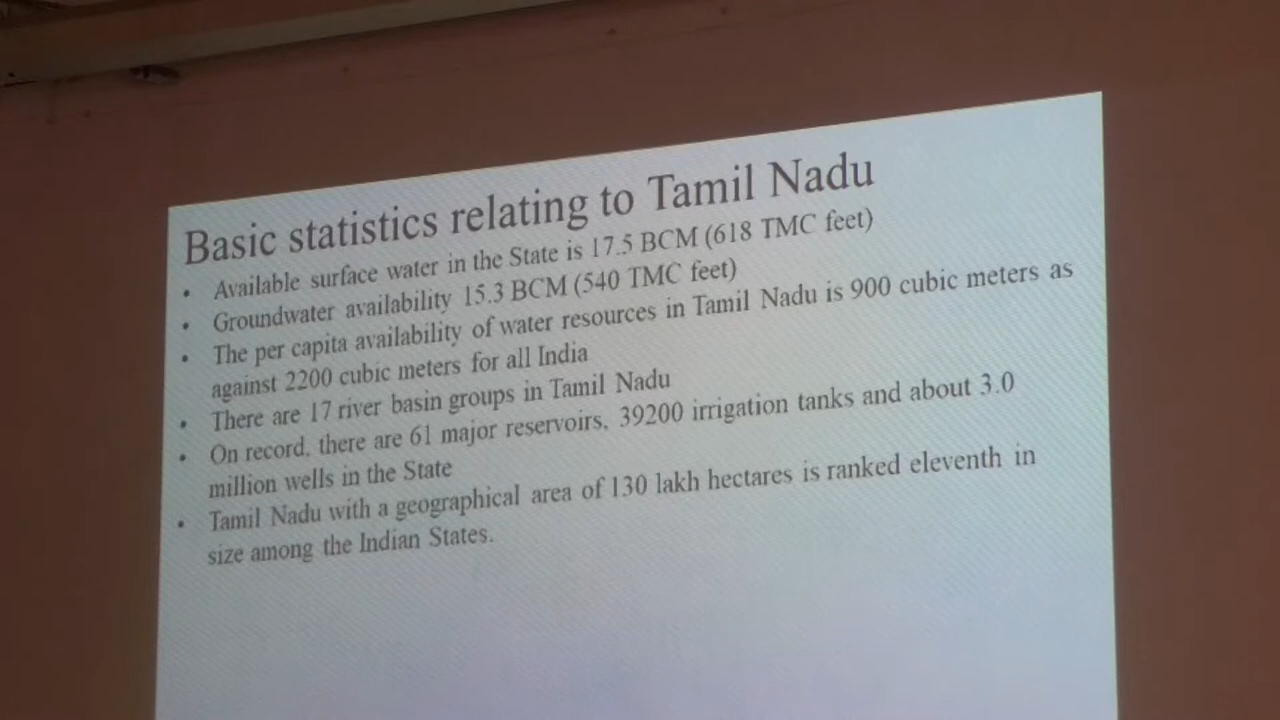 Basic statistics relating to Tamil Nadu
• Available surface water in the State is 17.5 BCM (618 TMC feet)
• Groundwater availability 15.3 BCM (540 TMC feet)
• The per capita availability of water resources in Tamil Nadu is 900 cubic meters as
against 2200 cubic meters for all India
• There are 17 river basin groups in Tamil Nadu
• On record, there are 61 major reservoirs, 39200 irrigation tanks and about 3.0
million wells in the State
• Tamil Nadu with a geographical area of 130 lakh hectares is ranked eleventh in
size among the Indian States.